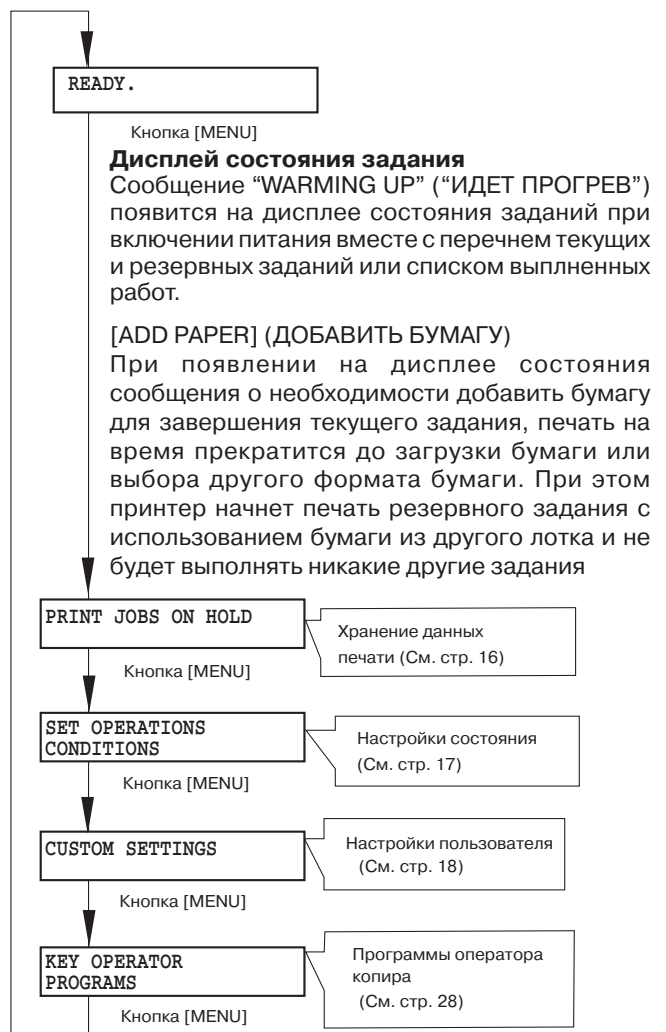 READY.
Кнопка [MENU]
Дисплей состояния задания
Сообщение “WARMING UP” (“ИДЕТ ПРОГРЕВ”)
появится на дисплее состояния заданий при
включении питания вместе с перечнем текущих
и резервных заданий или списком выплненных
работ.
[ADD PAPER] (ДОБАВИТЬ БУМАГУ)
При появлении на дисплее состояния
сообщения о необходимости добавить бумагу
для завершения текущего задания, печать на
время прекратится до загрузки бумаги или
выбора другого формата бумаги. При этом
принтер начнет печать резервного задания с
использованием бумаги из другого лотка и не
будет выполнять никакие другие задания
PRINT JOBS ON HOLD
Хранение данных
печати (См. стр. 16)
Кнопка [MENU]
SET OPERATIONS
CONDITIONS
Настройки состояния
(См. стр. 17)
Кнопка [MENU]
CUSTOM SETTINGS
Настройки пользователя
(См. стр. 18)
Кнопка [MENU]
KEY OPERATOR
PROGRAMS
Программы оператора
копира
(См. стр. 28)
Кнопка [MENU]